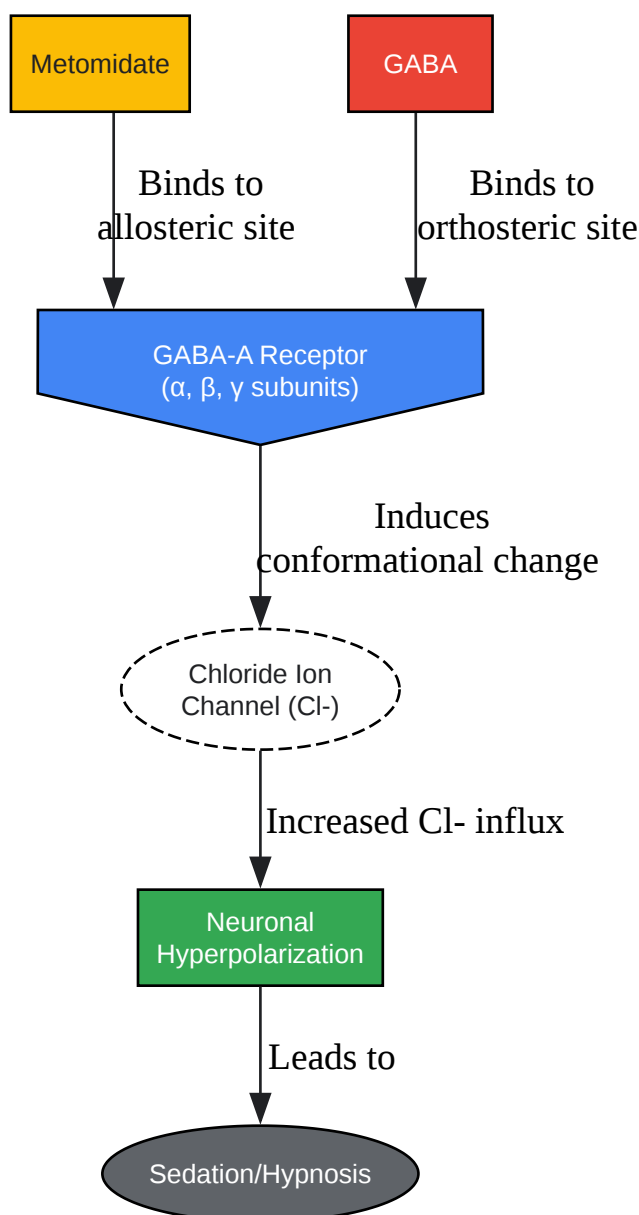 Metomidate
GABA
Binds to
allosteric site
Binds to
orthosteric site
GABA-A Receptor
(α, β, γ subunits)
Induces
conformational change
Chloride Ion
Channel (Cl-)
Increased Cl- influx
Neuronal
Hyperpolarization
Leads to
Sedation/Hypnosis